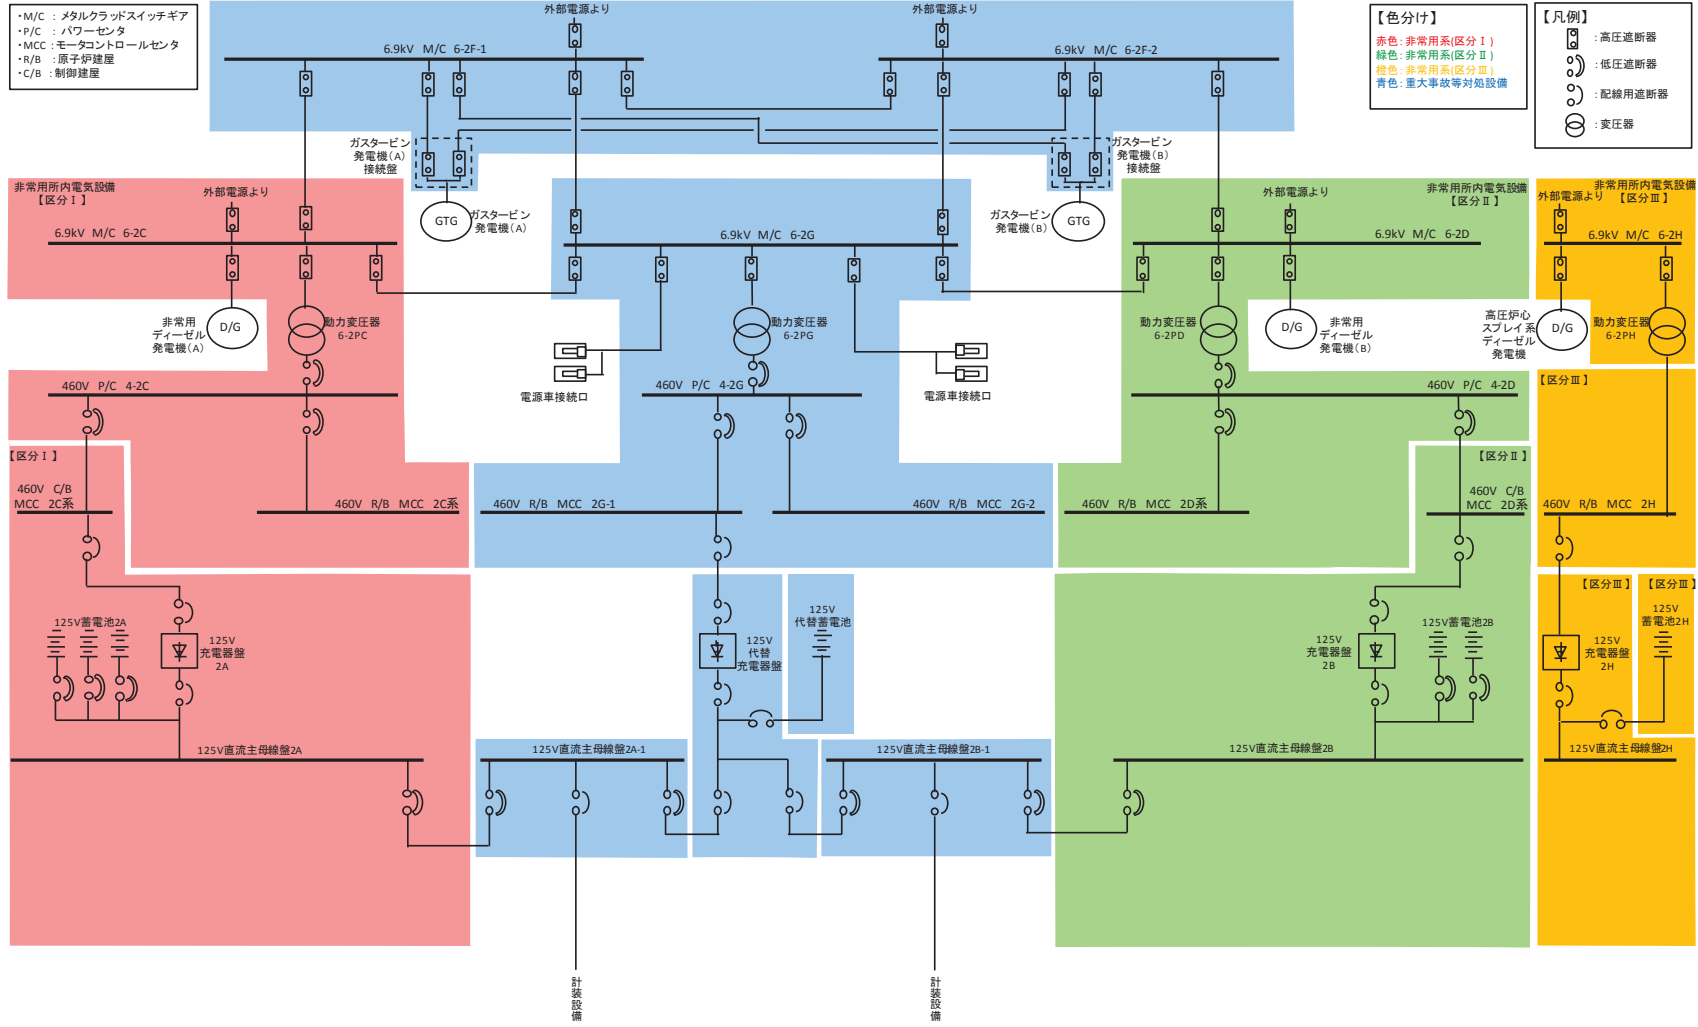 ・M/C ： メタルクラッドスイッチギア
・P/C ： パワーセンタ
・MCC ：モータコントロールセンタ
・R/B ：原子炉建屋
・C/B ：制御建屋
外部電源より
外部電源より
【色分け】
赤色：非常用系(区分Ⅰ)
緑色：非常用系(区分Ⅱ)
橙色：非常用系(区分Ⅲ)
青色：重大事故等対処設備
【凡例】
：高圧遮断器
：低圧遮断器
：配線用遮断器
：変圧器
6.9kV M/C 6-2F-1
6.9kV M/C 6-2F-2
ガスタービン
発電機(A)
接続盤
ガスタービン
発電機(B)
接続盤
GTG
ガスタービン
発電機(A)
ガスタービン
発電機(B)
GTG
非常用所内電気設備
【区分Ⅰ】
外部電源より
6.9kV M/C 6-2C
6.9kV M/C 6-2G
外部電源より
非常用所内電気設備
【区分Ⅱ】
6.9kV M/C 6-2D
非常用所内電気設備
【区分Ⅲ】
外部電源より
6.9kV M/C 6-2H
非常用
ディーゼル
発電機(A)
D/G
動力変圧器
6-2PC
動力変圧器
6-2PG
動力変圧器
6-2PD
D/G
非常用
ディーゼル
発電機(B)
高圧炉心
スプレイ系
ディーゼル
発電機
D/G
動力変圧器
6-2PH
電源車接続口
電源車接続口
460V P/C 4-2C
460V P/C 4-2G
460V P/C 4-2D
【区分Ⅲ】
【区分Ⅰ】
460V C/B
MCC 2C系
460V R/B MCC 2C系
460V R/B MCC 2G-1
460V R/B MCC 2G-2
460V R/B MCC 2D系
【区分Ⅱ】
460V C/B
MCC 2D系
460V R/B MCC 2H
125V蓄電池2A
125V
充電器盤
2A
125V
代替
充電器盤
125V
代替蓄電池
125V
充電器盤
2B
125V蓄電池2B
【区分Ⅲ】
125V
充電器盤
2H
【区分Ⅲ】
125V
蓄電池2H
125V直流主母線盤2A
125V直流主母線盤2A-1
125V直流主母線盤2B-1
125V直流主母線盤2B
125V直流主母線盤2H
計装設備
計装設備